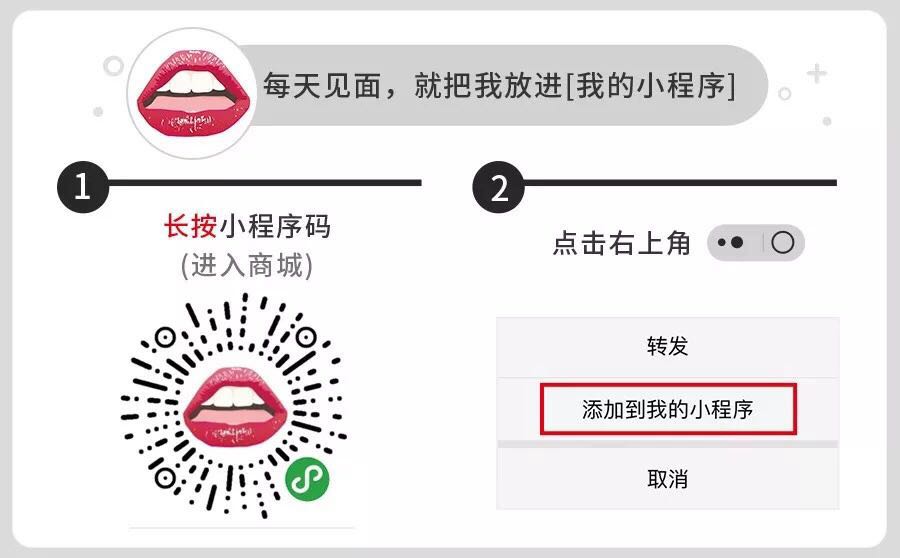 每天见面，就把我放进[我的小程序]
1
长按小程序码
(进入商城)
2
点击右上角
转发
添加到我的小程序
取消